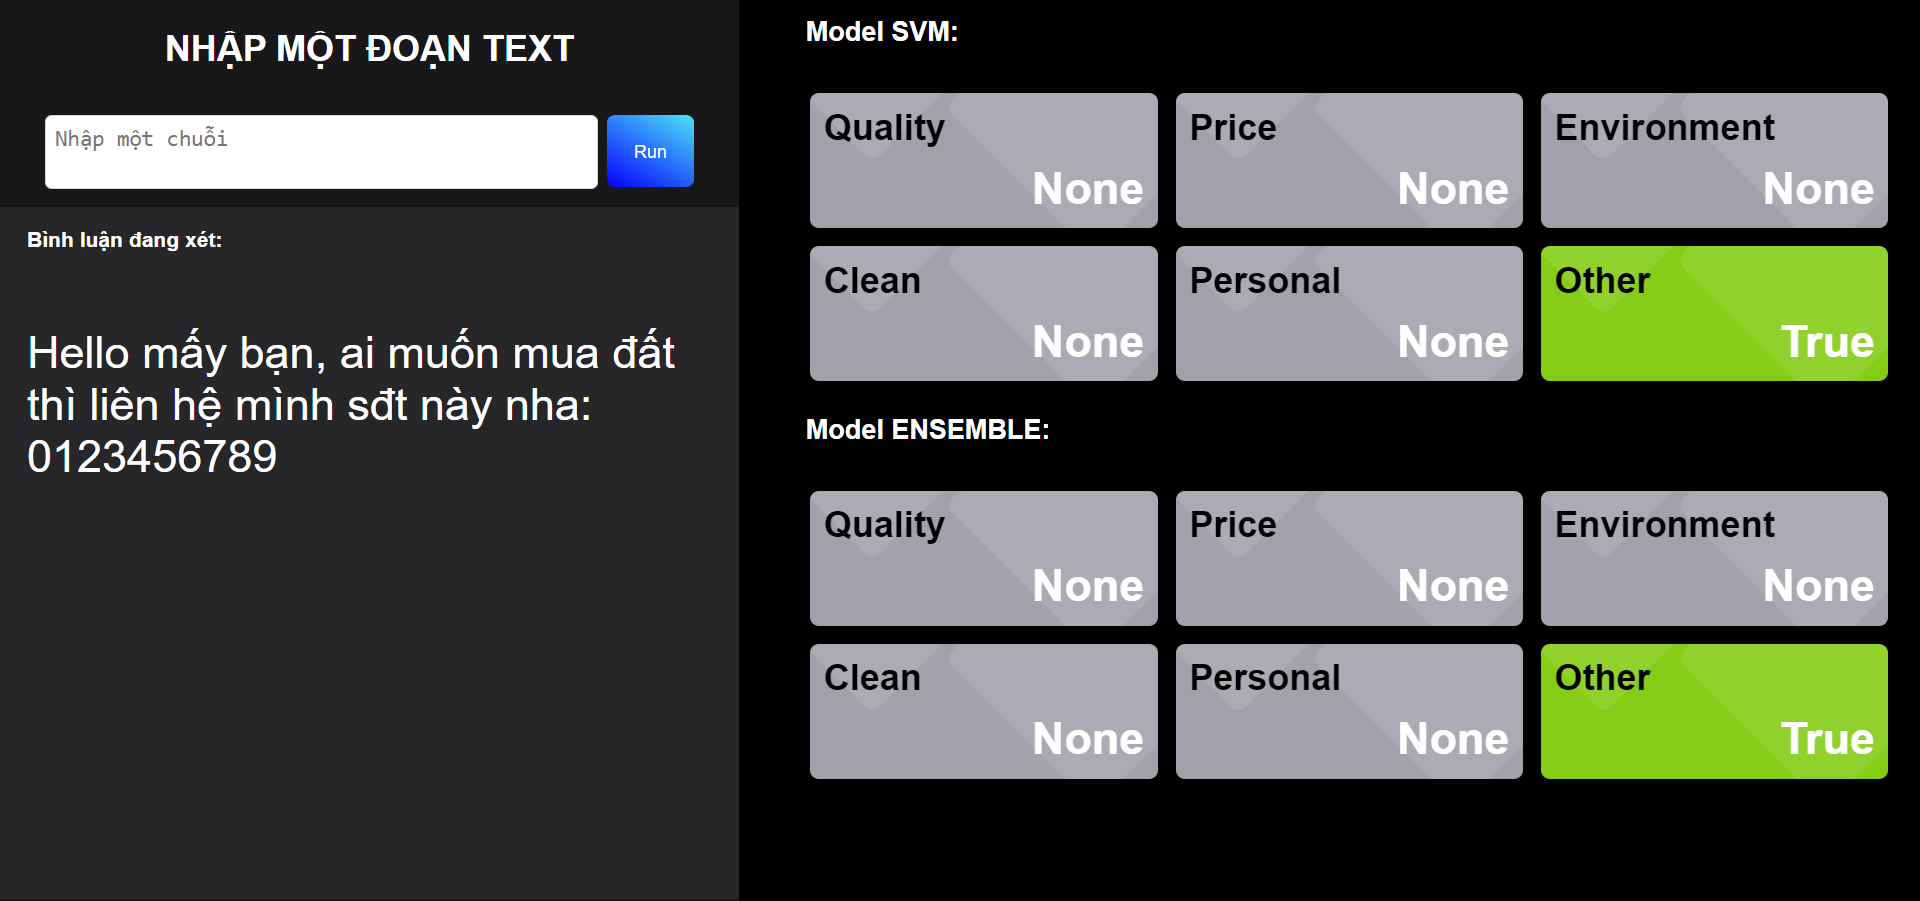 NHẬP MỘT ĐOẠN TEXT
Nhập một chuỗi
Run
Bình luận đang xét:
Hello mấy bạn, ai muốn mua đất
thì liên hệ mình sđt này nha:
0123456789
Model SVM:
Quality
None
Price
None
Environment
None
Clean
None
Personal
None
Other
True
Model ENSEMBLE:
Quality
None
Price
None
Environment
None
Clean
None
Personal
None
Other
True